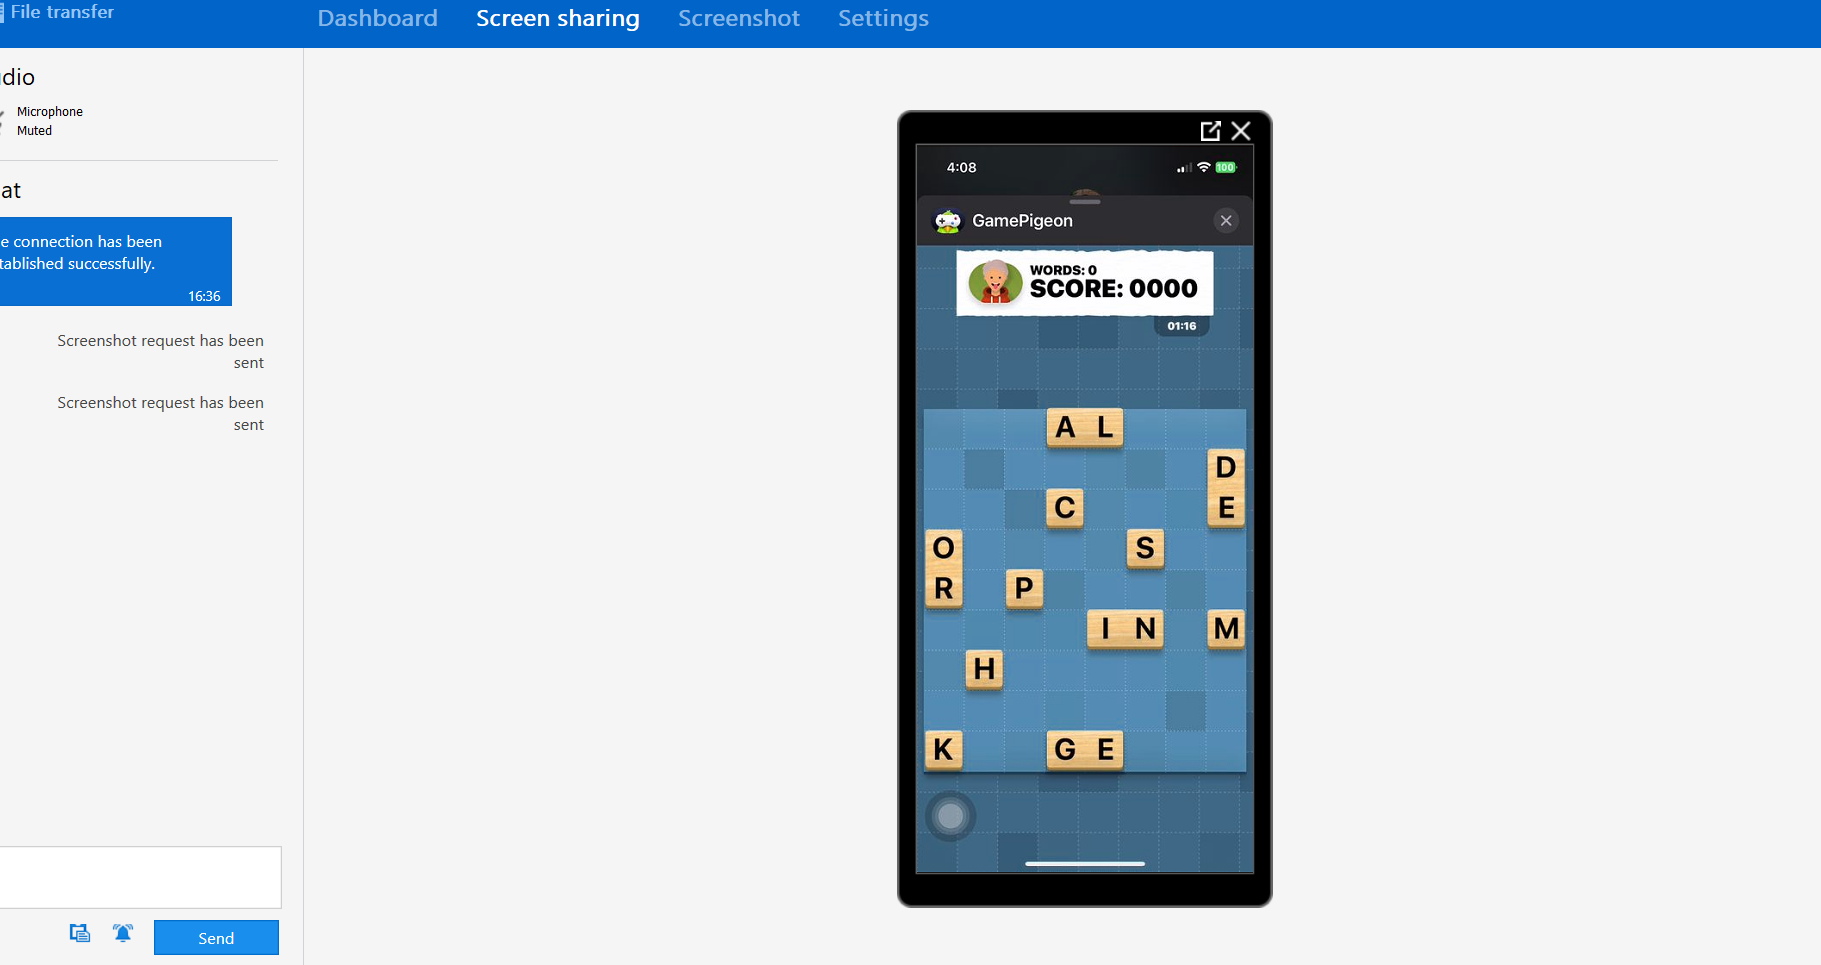 File transfer
Dashboard
Screen sharing
Screenshot
Settings
dio
Microphone
Muted
at
e connection has been
tablished successfully.
16:36
Screenshot request has been
sent
Screenshot request has been
sent
Send
4:08
100
GamePigeon
WORDS: 0
SCORE: 0000
01:16
A L
D
C
E
O
S
R
P
I N
M
H
K
G E